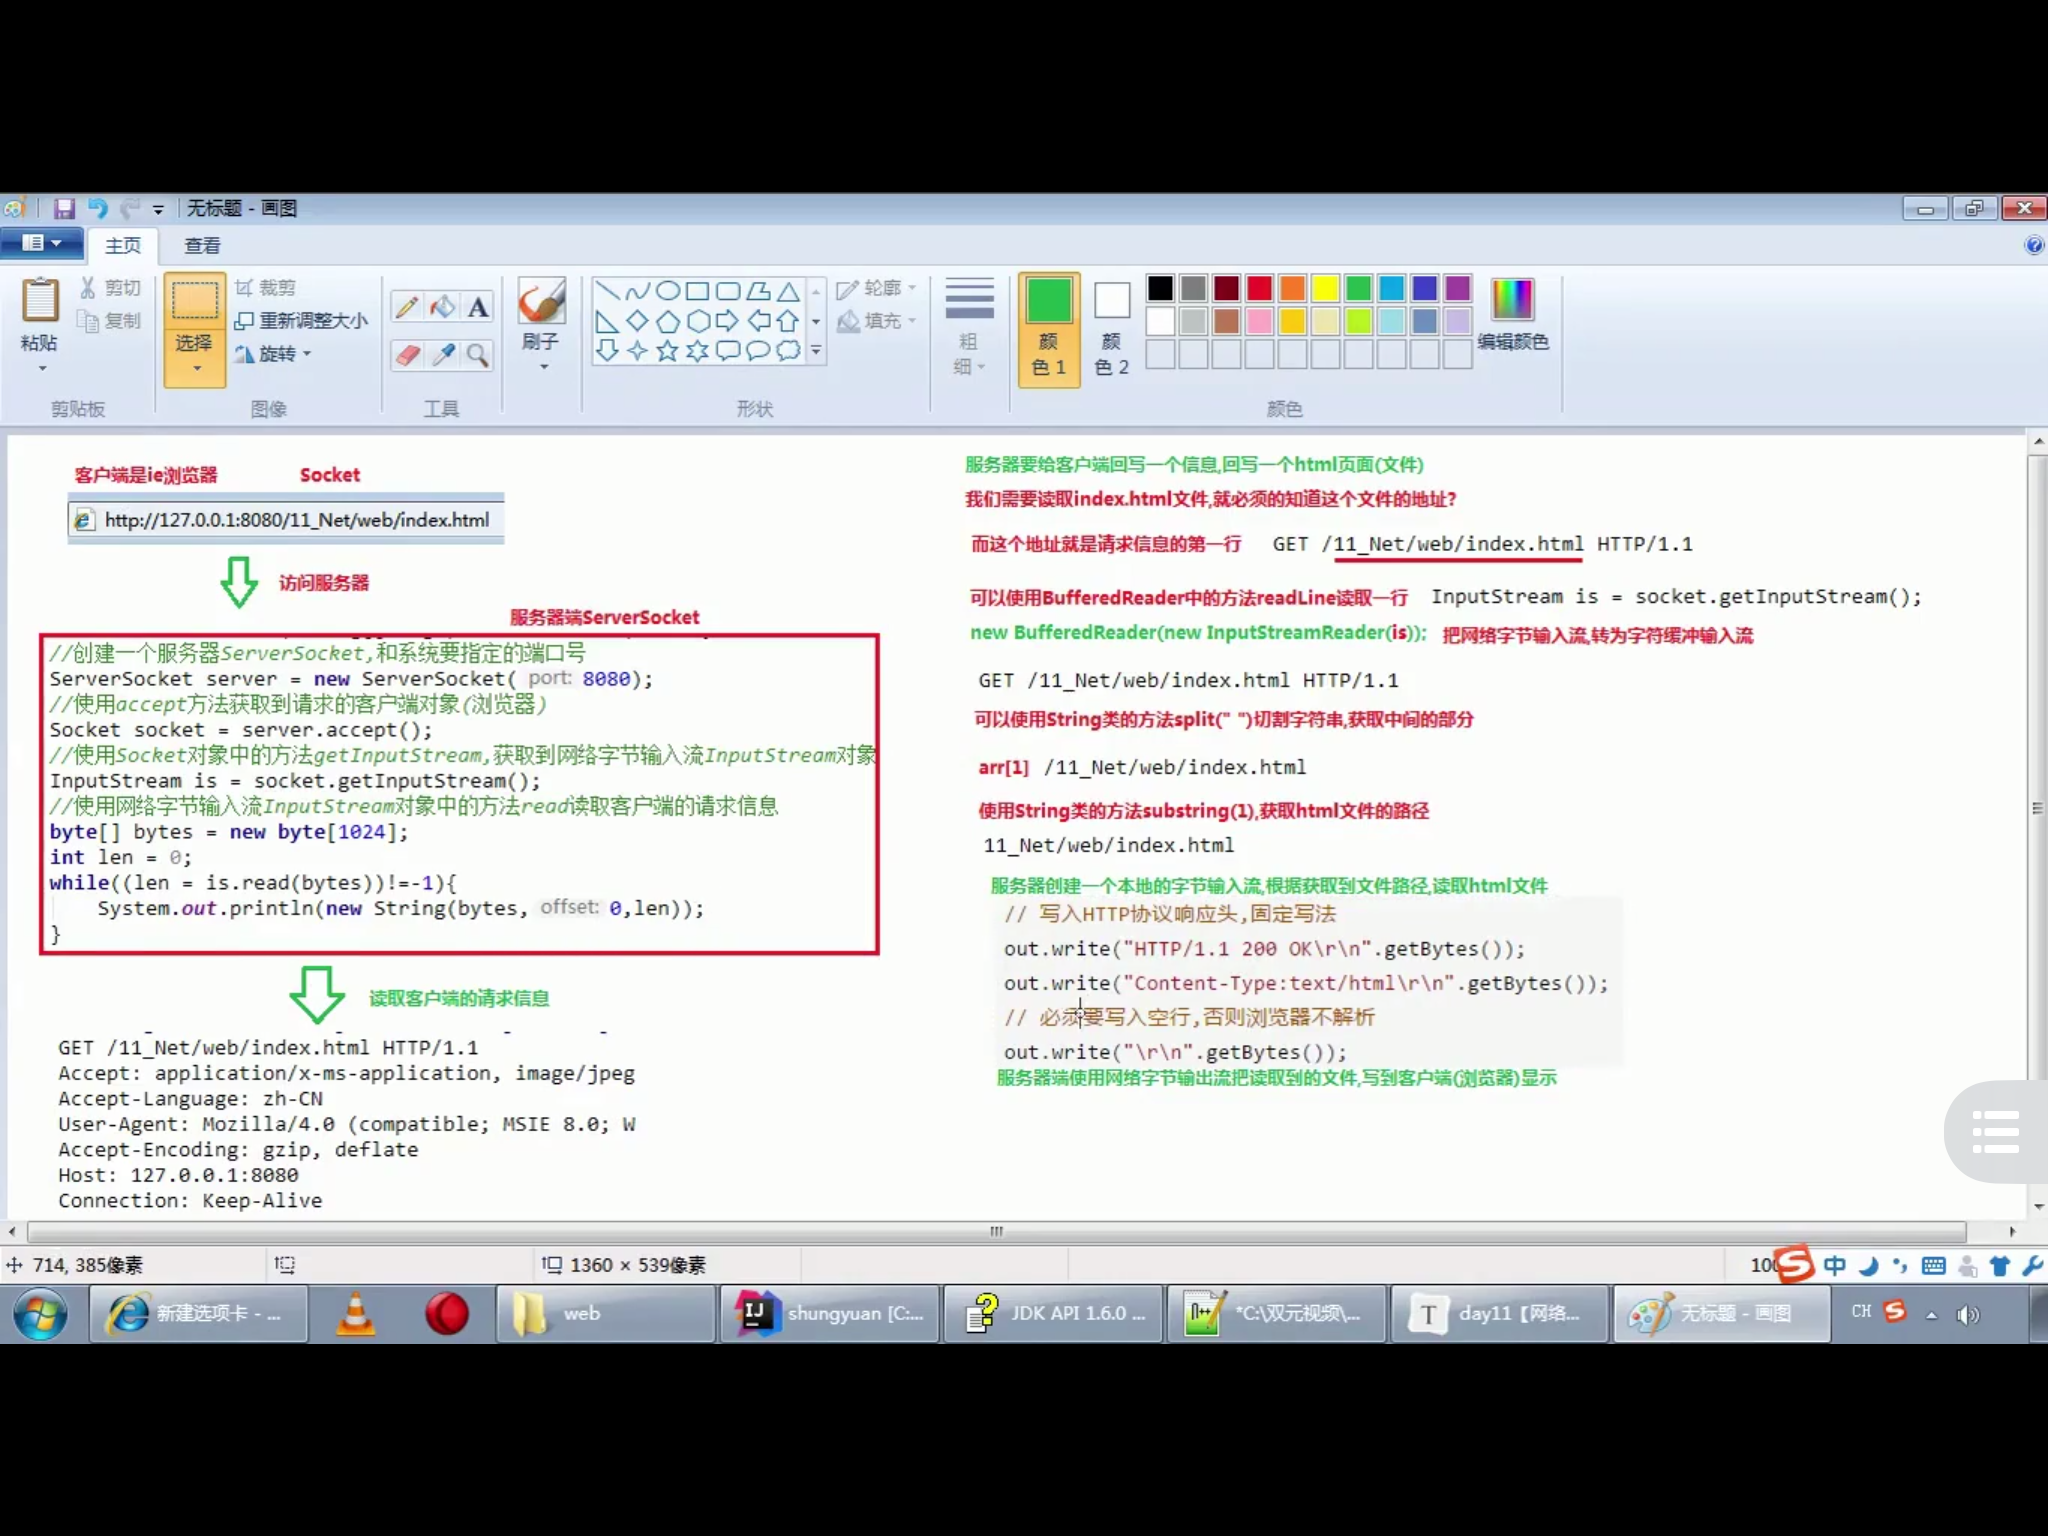 无标题 - 画图
主页
查看
粘贴
剪切
复制
剪贴板
选择
裁剪
重新调整大小
旋转
图像
A
工具
刷子
形状
轮廓
填充
粗
细
颜
色 1
颜
色 2
颜色
编辑颜色
客户端是ie浏览器 Socket
http://127.0.0.1:8080/11_Net/web/index.html
访问服务器
服务器端ServerSocket
//创建一个服务器ServerSocket,和系统要指定的端口号
ServerSocket server = new ServerSocket( port: 8080);
//使用accept方法获取到请求的客户端对象(浏览器)
Socket socket = server.accept();
//使用Socket对象中的方法getInputStream,获取到网络字节输入流InputStream对象
InputStream is = socket.getInputStream();
//使用网络字节输入流InputStream对象中的方法read读取客户端的请求信息
byte[] bytes = new byte[1024];
int len = 0;
while((len = is.read(bytes))!=-1){
System.out.println(new String(bytes, offset: 0,len));
}
读取客户端的请求信息
GET /11_Net/web/index.html HTTP/1.1
Accept: application/x-ms-application, image/jpeg
Accept-Language: zh-CN
User-Agent: Mozilla/4.0 (compatible; MSIE 8.0; W
Accept-Encoding: gzip, deflate
Host: 127.0.0.1:8080
Connection: Keep-Alive
服务器要给客户端回写一个信息,回写一个html页面(文件)
我们需要读取index.html文件,就必须的知道这个文件的地址?
而这个地址就是请求信息的第一行 GET /11_Net/web/index.html HTTP/1.1
可以使用BufferedReader中的方法readLine读取一行 InputStream is = socket.getInputStream();
new BufferedReader(new InputStreamReader(is)); 把网络字节输入流,转为字符缓冲输入流
GET /11_Net/web/index.html HTTP/1.1
可以使用String类的方法split(" ")切割字符串,获取中间的部分
arr[1] /11_Net/web/index.html
使用String类的方法substring(1),获取html文件的路径
11_Net/web/index.html
服务器创建一个本地的字节输入流,根据获取到文件路径,读取html文件
// 写入HTTP协议响应头,固定写法
out.write("HTTP/1.1 200 OK\r\n".getBytes());
out.write("Content-Type:text/html\r\n".getBytes());
// 必须要写入空行,否则浏览器不解析
out.write("\r\n".getBytes());
服务器端使用网络字节输出流把读取到的文件,写到客户端(浏览器)显示
714, 385像素
1360 × 539像素
100
中
新建选项卡 - ...
web
shungyuan [C:...
JDK API 1.6.0 ...
*C:\双元视频\...
day11【网络...
无标题 - 画图
CH